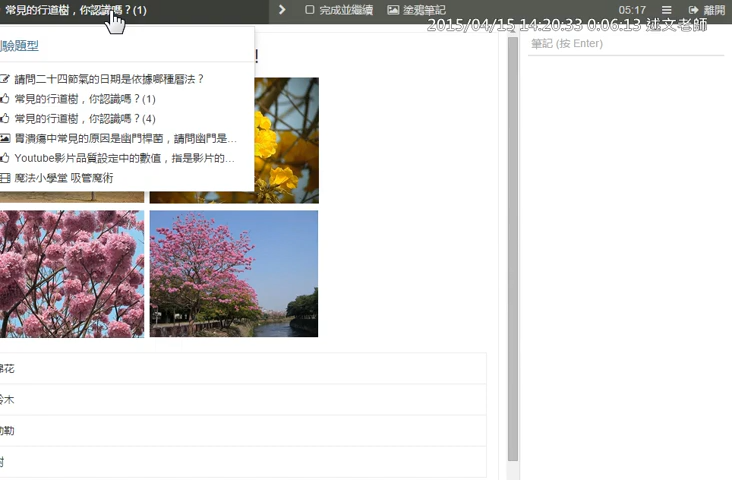 常見的行道樹，你認識嗎？(1)
完成並繼續
塗鴉筆記
05:17
離開
2015/04/15 14:20:33 0:06:13 述文老師
驗題型
!
筆記 (按 Enter)
請問二十四節氣的日期是依據哪種曆法？
常見的行道樹，你認識嗎？(1)
常見的行道樹，你認識嗎？(4)
胃潰瘍中常見的原因是幽門桿菌，請問幽門是...
Youtube影片品質設定中的數值，指是影片的...
魔法小學堂 吸管魔術
棉花
鈴木
勒
樹